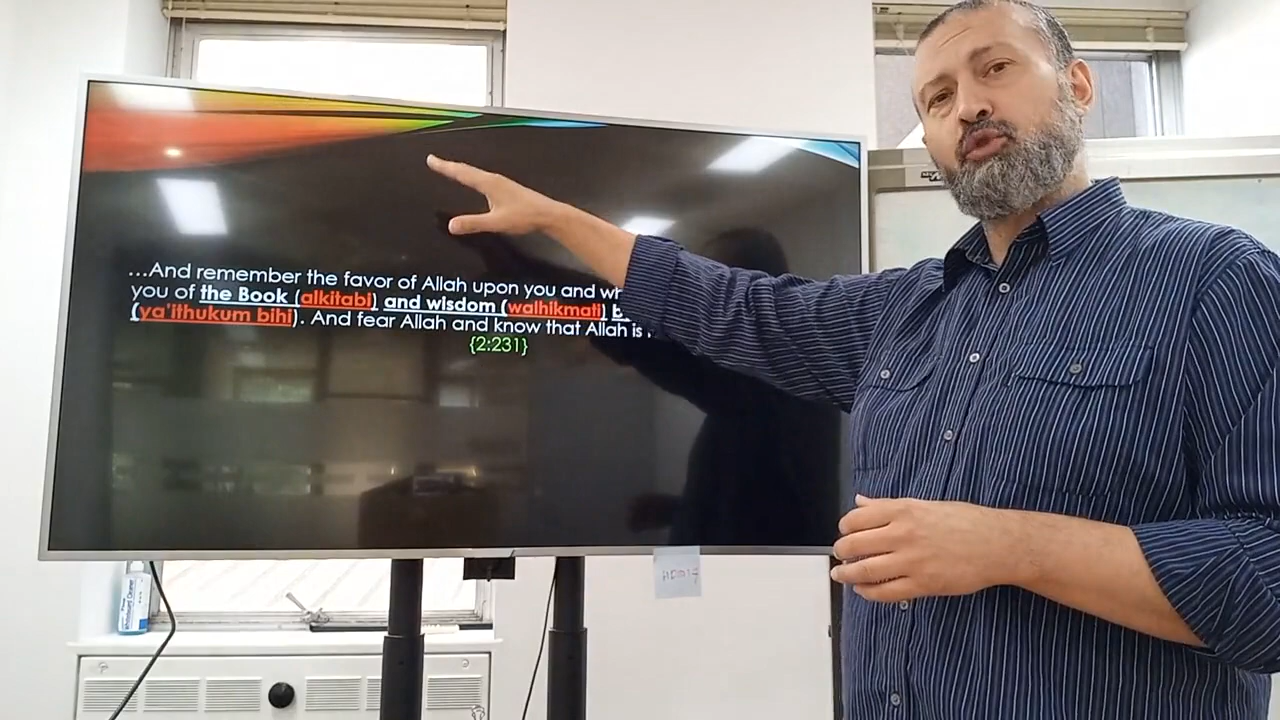 ...And remember the favor of Allah upon you and
you of the Book (alkitabi) and wisdom (walhikmati)
(ya'ithukum bihi). And fear Allah and know that Allah is
{2:231}